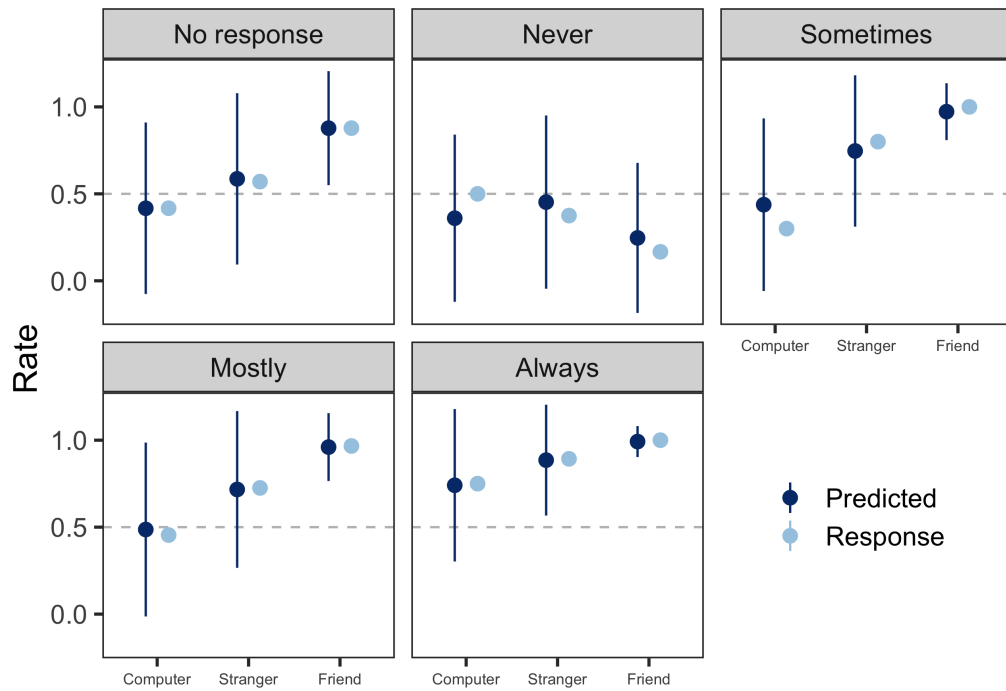 No response Never Sometimes
1.0
0.5
0.0
Computer Stranger Friend
Rate
Mostly Always
1.0
0.5
0.0
Predicted
Response
Computer Stranger Friend Computer Stranger Friend